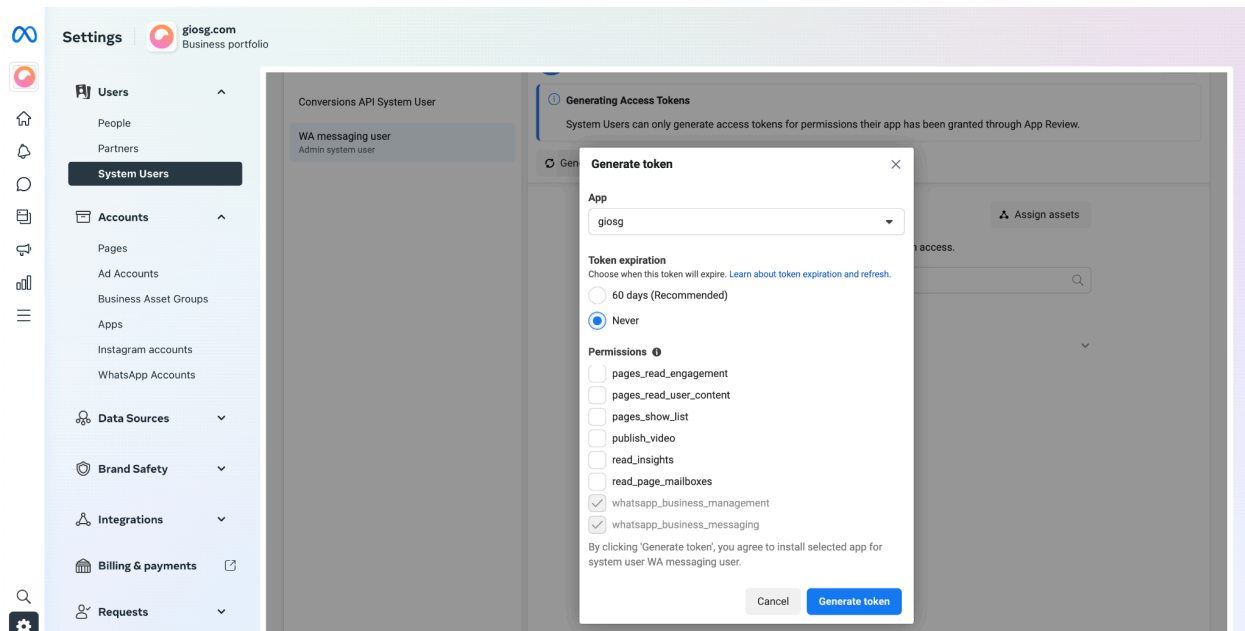 Settings
giosg.com
Business portfolio
Users
People
Partners
System Users
Accounts
Pages
Ad Accounts
Business Asset Groups
Apps
Instagram accounts
WhatsApp Accounts
Data Sources
Brand Safety
Integrations
Billing & payments
Requests
Conversions API System User
WA messaging user
Admin system user
Generating Access Tokens
System Users can only generate access tokens for permissions their app has been granted through App Review.
Gen
Assign assets
access.
Generate token
App
giosg
Token expiration
Choose when this token will expire. Learn about token expiration and refresh.
60 days (Recommended)
Never
Permissions
pages_read_engagement
pages_read_user_content
pages_show_list
publish_video
read_insights
read_page_mailboxes
whatsapp_business_management
whatsapp_business_messaging
By clicking 'Generate token', you agree to install selected app for
system user WA messaging user.
Cancel
Generate token